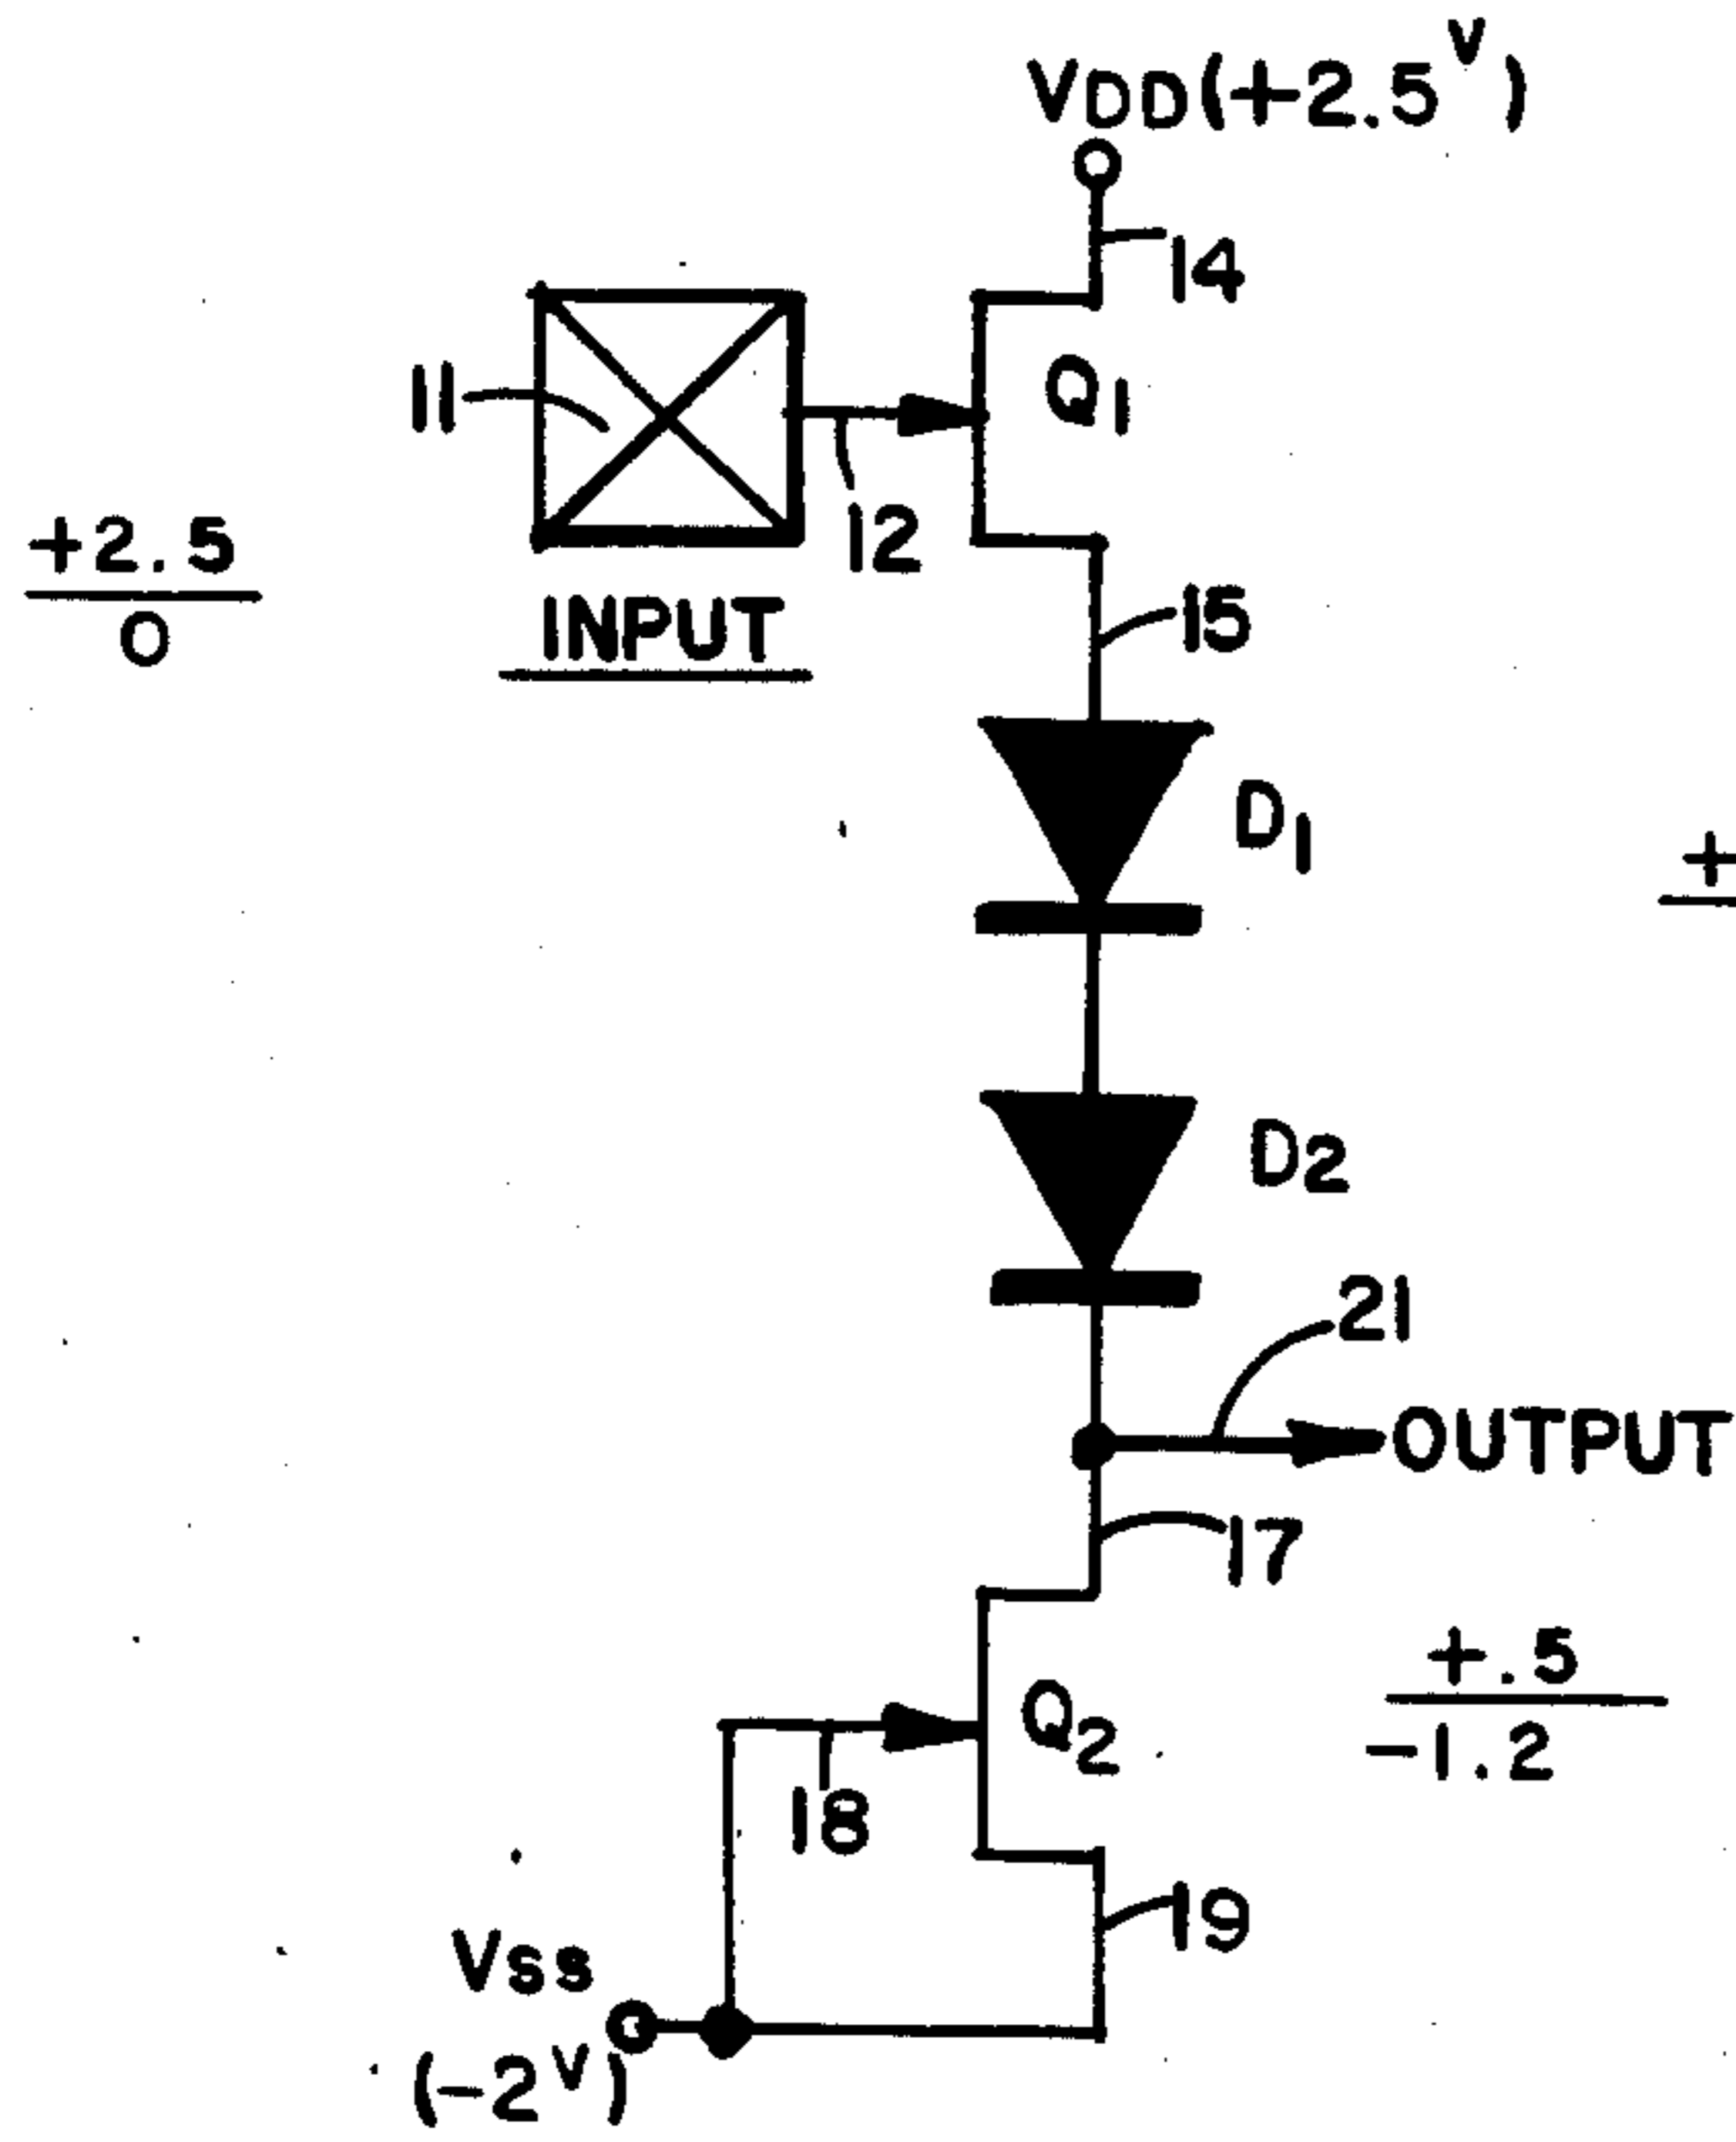 VDD(+2.5V)
14
11
Q1
12
+2.5
0
INPUT
15
D1
+
D2
21
OUTPUT
17
+.5
-1.2
Q2
18
19
Vss
(-2V)